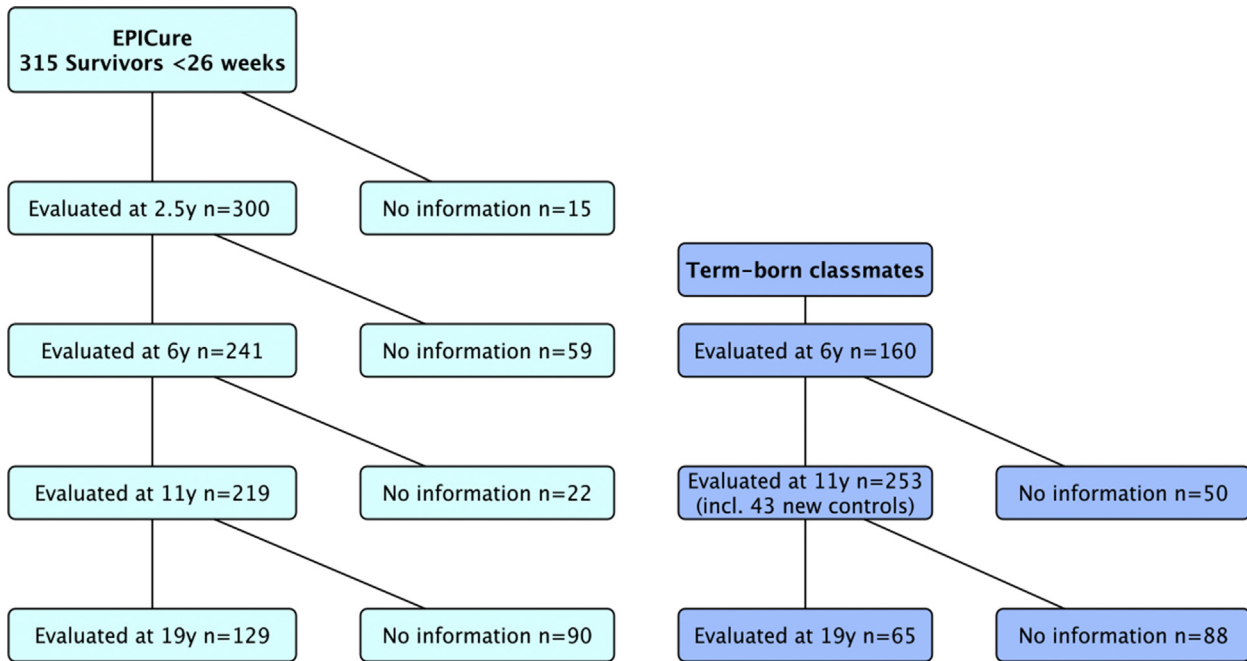 EPICure
315 Survivors <26 weeks
Evaluated at 2.5y n=300
No information n=15
Term-born classmates
Evaluated at 6y n=241
No information n=59
Evaluated at 6y n=160
Evaluated at 11y n=219
No information n=22
Evaluated at 11y n=253
(incl. 43 new controls)
No information n=50
Evaluated at 19y n=129
No information n=90
Evaluated at 19y n=65
No information n=88